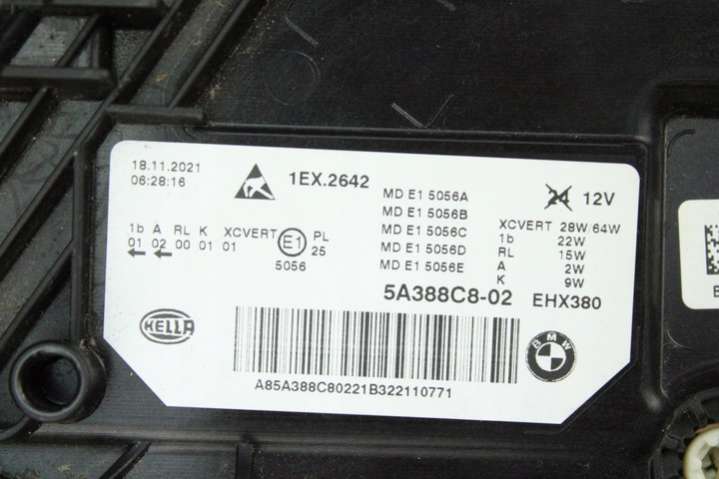 18.11.2021
06:28:16
1EX.2642
MD E1 5056A
MD E1 5056B
MD E1 5056C
MD E1 5056D
MD E1 5056E
24 12V
XCVERT 28W/64W
1b 22W
RL 15W
A 2W
K 9W
1b A RL K XCVERT
01 02 00 01 01
E1
5056
PL
25
5A388C8-02 EHX380
HELLA
BMW
A85A388C80221B322110771